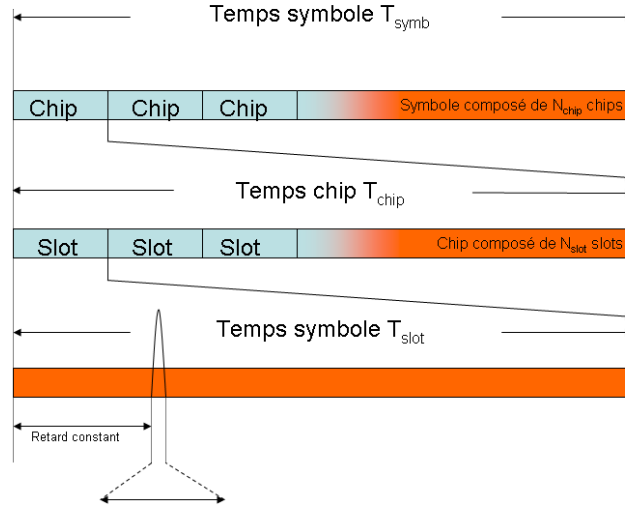 Temps symbole T_symb
Chip Chip Chip Symbole composé de N_chip chips
Temps chip T_chip
Slot Slot Slot Chip composé de N_slot slots
Temps symbole T_slot
Retard constant